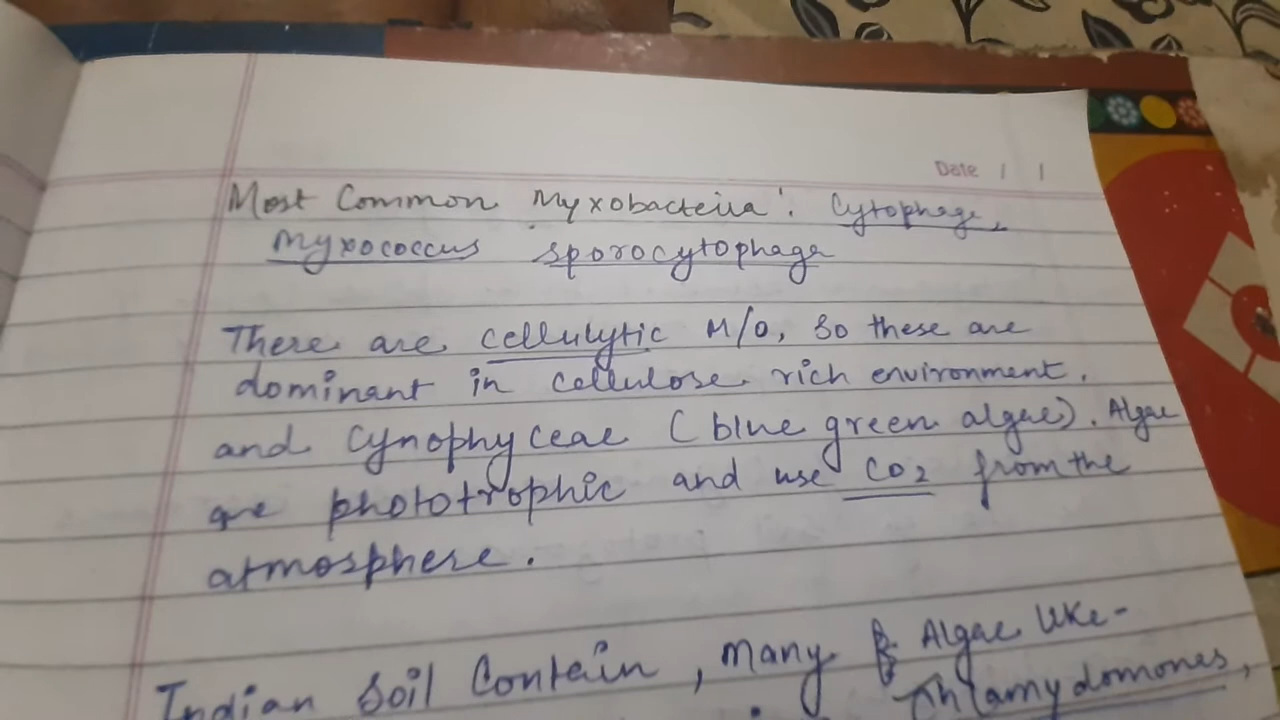 Date / /
Most Common Myxobacteria: Cytophage,
Myxococcus sporocytophaga
There are cellulytic M/O, So these are
dominant in cellulose rich environment.
and Cynophyceae (blue green algae). Algae
are phototrophic and use CO2 from the
atmosphere.
Indian Soil Contain, many Algae like-
Chlamydomones,